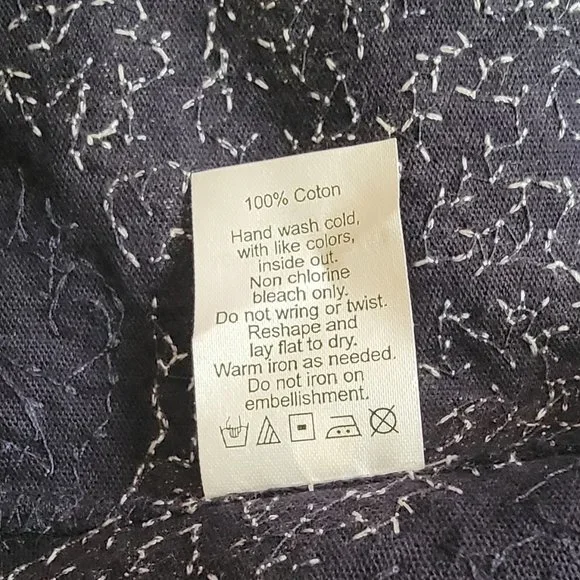 100% Coton
Hand wash cold,
with like colors,
inside out.
Non chlorine
bleach only.
Do not wring or twist.
Reshape and
lay flat to dry.
Warm iron as needed.
Do not iron on
embellishment.